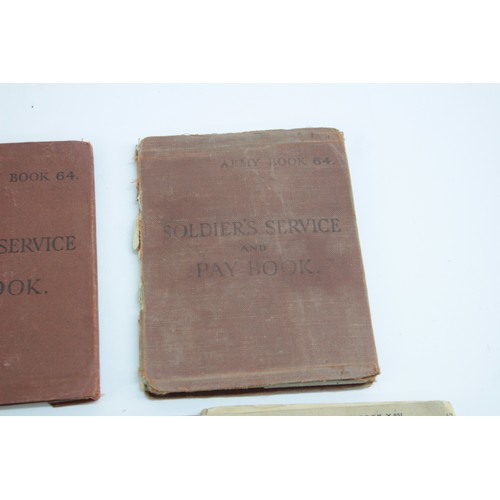 BOOK 64.
SERVICE
OOK.
ARMY BOOK 64.
SOLDIER'S SERVICE
AND
PAY BOOK.